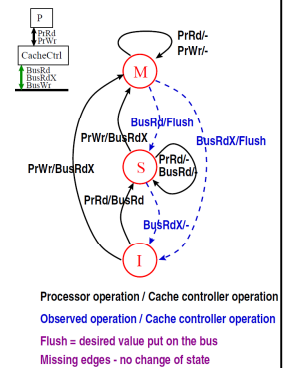 P
PrRd
PrWr
CacheCtrl
BusRd
BusRdX
BusWr
PrRd/-
PrWr/-
M
BusRd/Flush
PrWr/BusRdX
BusRdX/Flush
S
PrRd/-
BusRd/-
PrWr/BusRdX
PrRd/BusRd
BusRdX/-
I
Processor operation / Cache controller operation
Observed operation / Cache controller operation
Flush = desired value put on the bus
Missing edges - no change of state